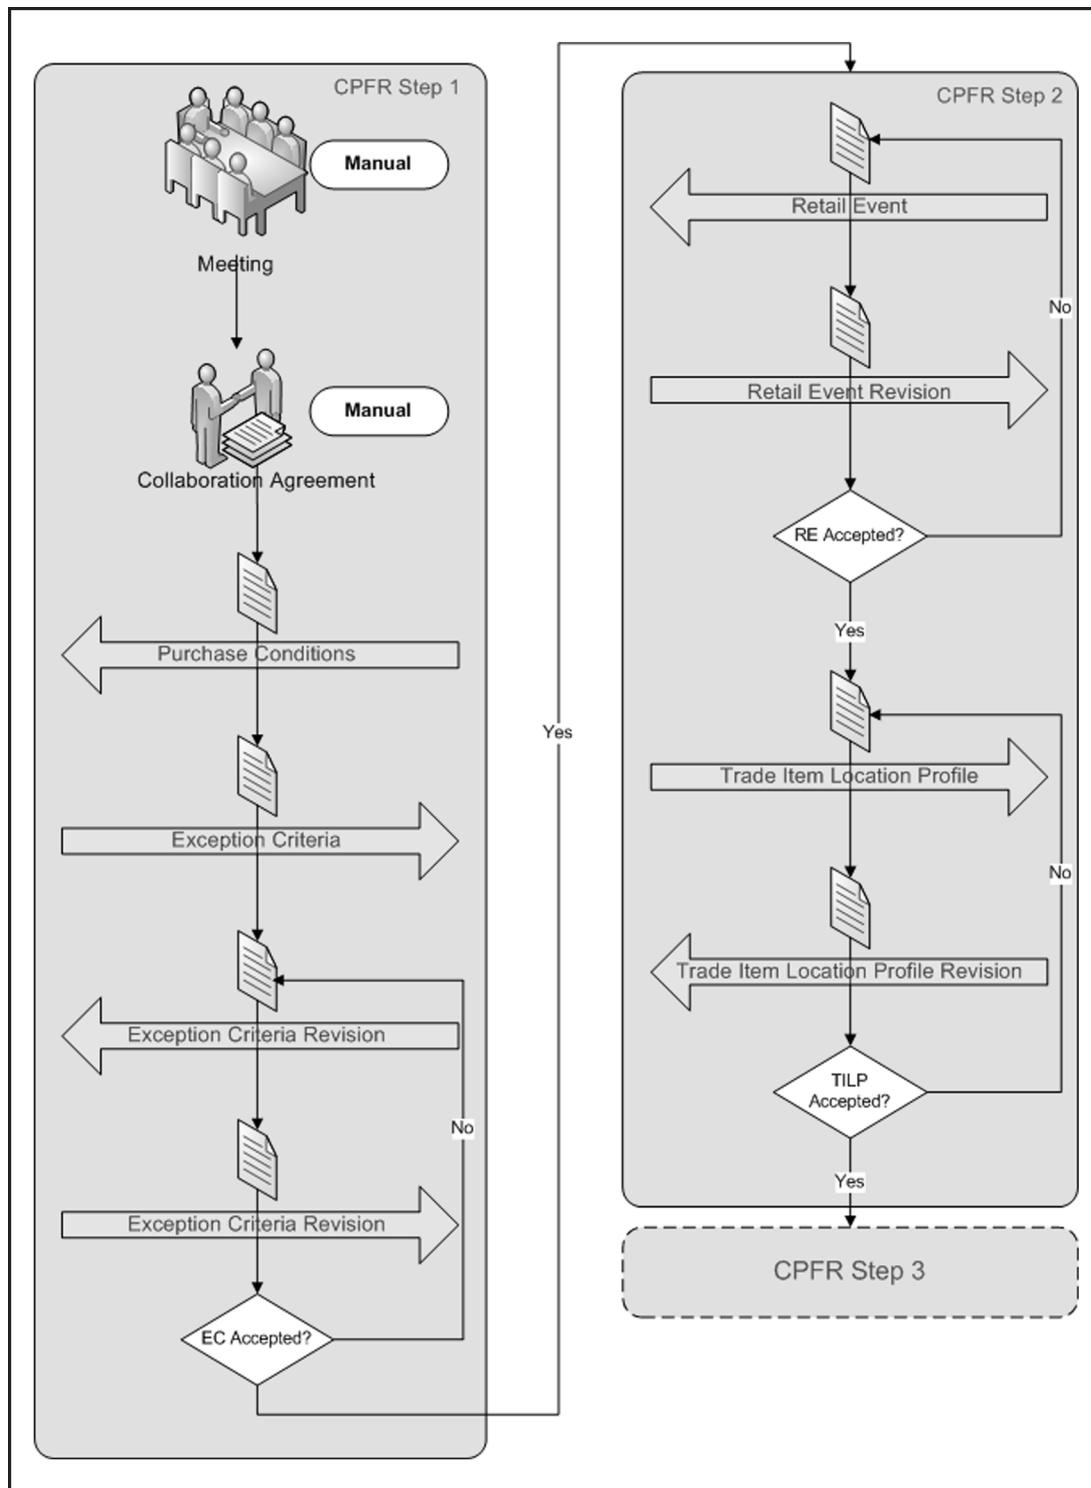 CPFR Step 1
Manual
Meeting
Manual
Collaboration Agreement
Purchase Conditions
Exception Criteria
Exception Criteria Revision
No
Exception Criteria Revision
EC Accepted?
Yes
CPFR Step 2
Retail Event
No
Retail Event Revision
RE Accepted?
Yes
Trade Item Location Profile
No
Trade Item Location Profile Revision
TILP
Accepted?
Yes
CPFR Step 3